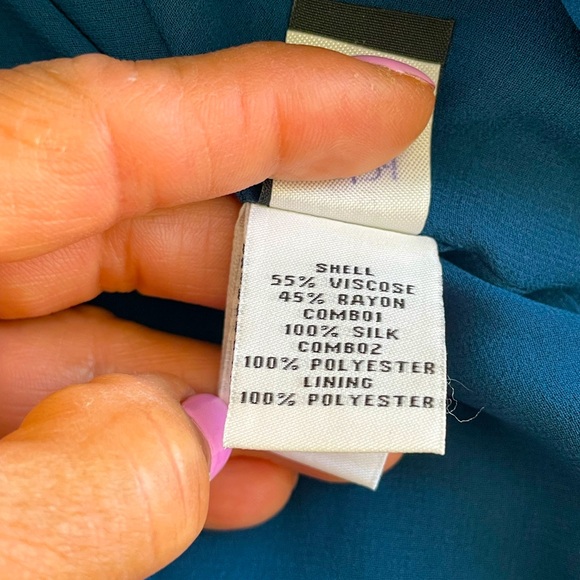 SHELL
55% VISCOSE
45% RAYON
COMBO1
100% SILK
COMBO2
100% POLYESTER
LINING
100% POLYESTER